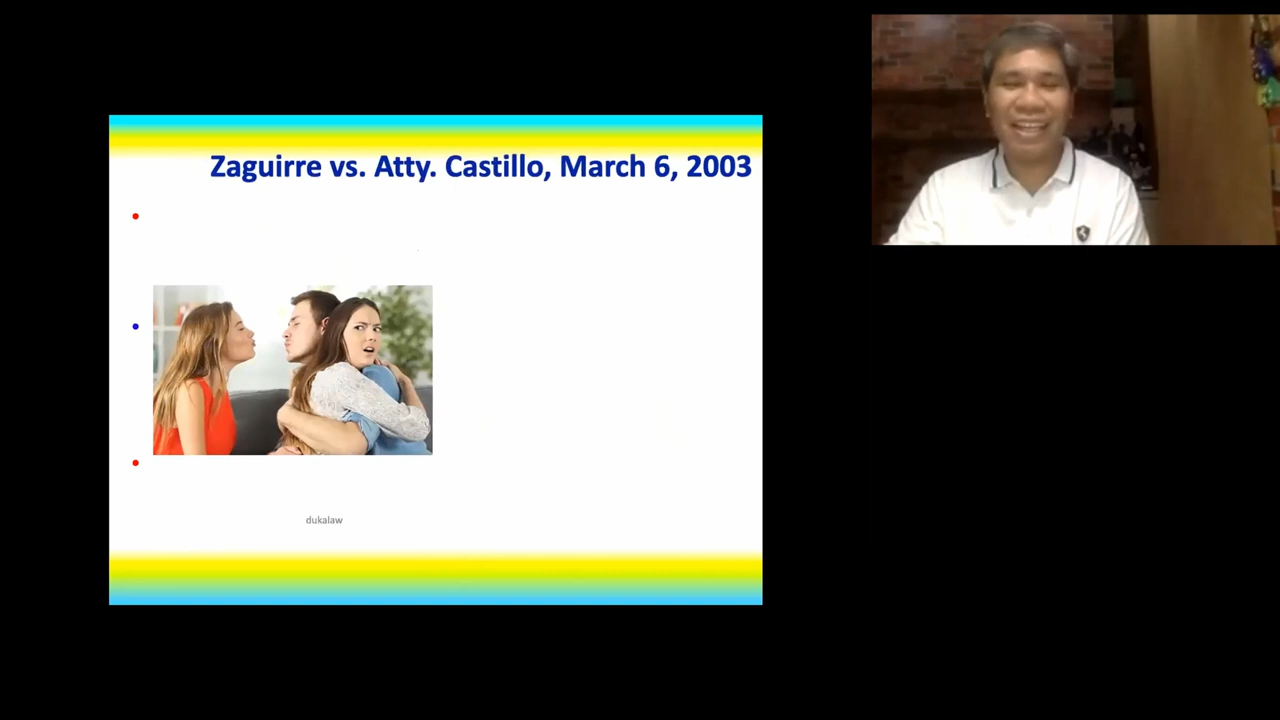 Zaguirre vs. Atty. Castillo, March 6, 2003
dukalaw